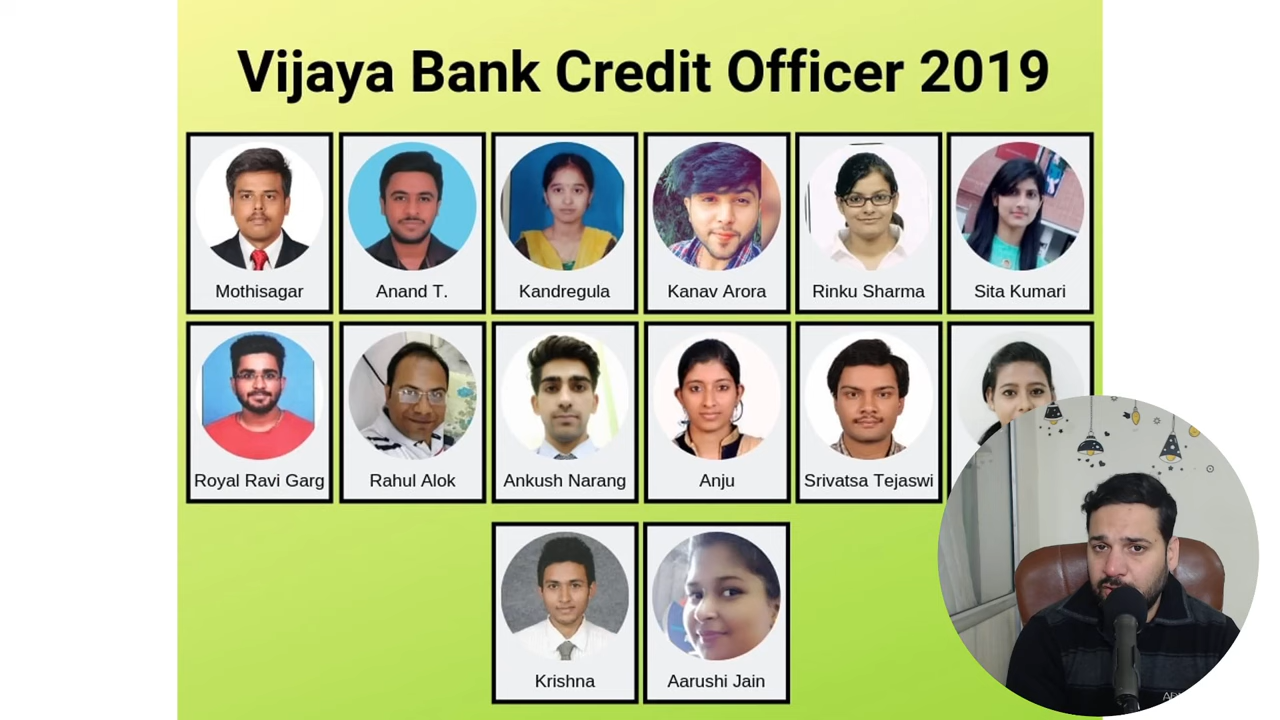 Vijaya Bank Credit Officer 2019
Mothisagar
Anand T.
Kandregula
Kanav Arora
Rinku Sharma
Sita Kumari
Royal Ravi Garg
Rahul Alok
Ankush Narang
Anju
Srivatsa Tejaswi
Krishna
Aarushi Jain